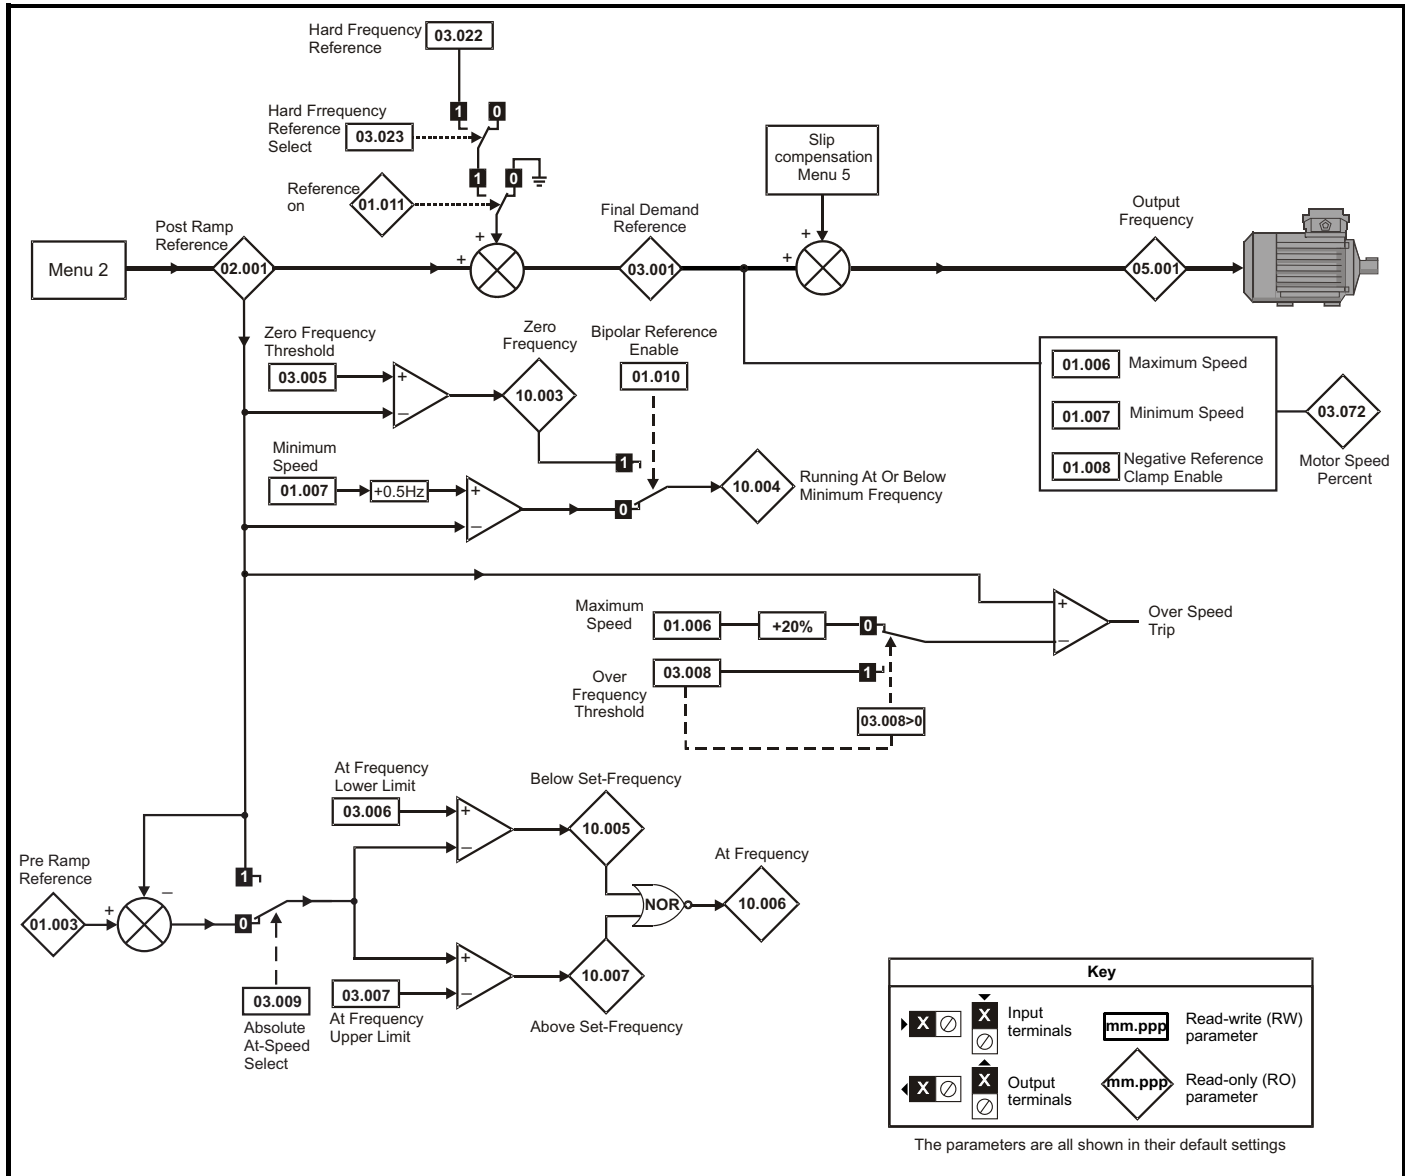 Hard Frequency
Reference
03.022
1
0
Hard Frrequency
Reference
Select
03.023
1
0
Reference
on
01.011
+
Slip
compensation
Menu 5
Menu 2
Post Ramp
Reference
02.001
+
Final Demand
Reference
03.001
+
+
Output
Frequency
05.001
Zero Frequency
Threshold
03.005
+
–
Zero
Frequency
10.003
Bipolar Reference
Enable
01.010
01.006
Maximum Speed
01.007
Minimum Speed
01.008
Negative Reference
Clamp Enable
03.072
Motor Speed
Percent
Minimum
Speed
01.007
+0.5Hz
+
–
1
0
10.004
Running At Or Below
Minimum Frequency
Maximum
Speed
01.006
+20%
0
+
–
Over Speed
Trip
Over
Frequency
Threshold
03.008
1
03.008>0
At Frequency
Lower Limit
03.006
+
–
Below Set-Frequency
10.005
Pre Ramp
Reference
01.003
+
–
1
0
03.009
Absolute
At-Speed
Select
NOR
At Frequency
10.006
03.007
At Frequency
Upper Limit
+
–
10.007
Above Set-Frequency
Key
X
X
Input
terminals
mm.ppp
Read-write (RW)
parameter
X
X
Output
terminals
mm.ppp
Read-only (RO)
parameter
The parameters are all shown in their default settings